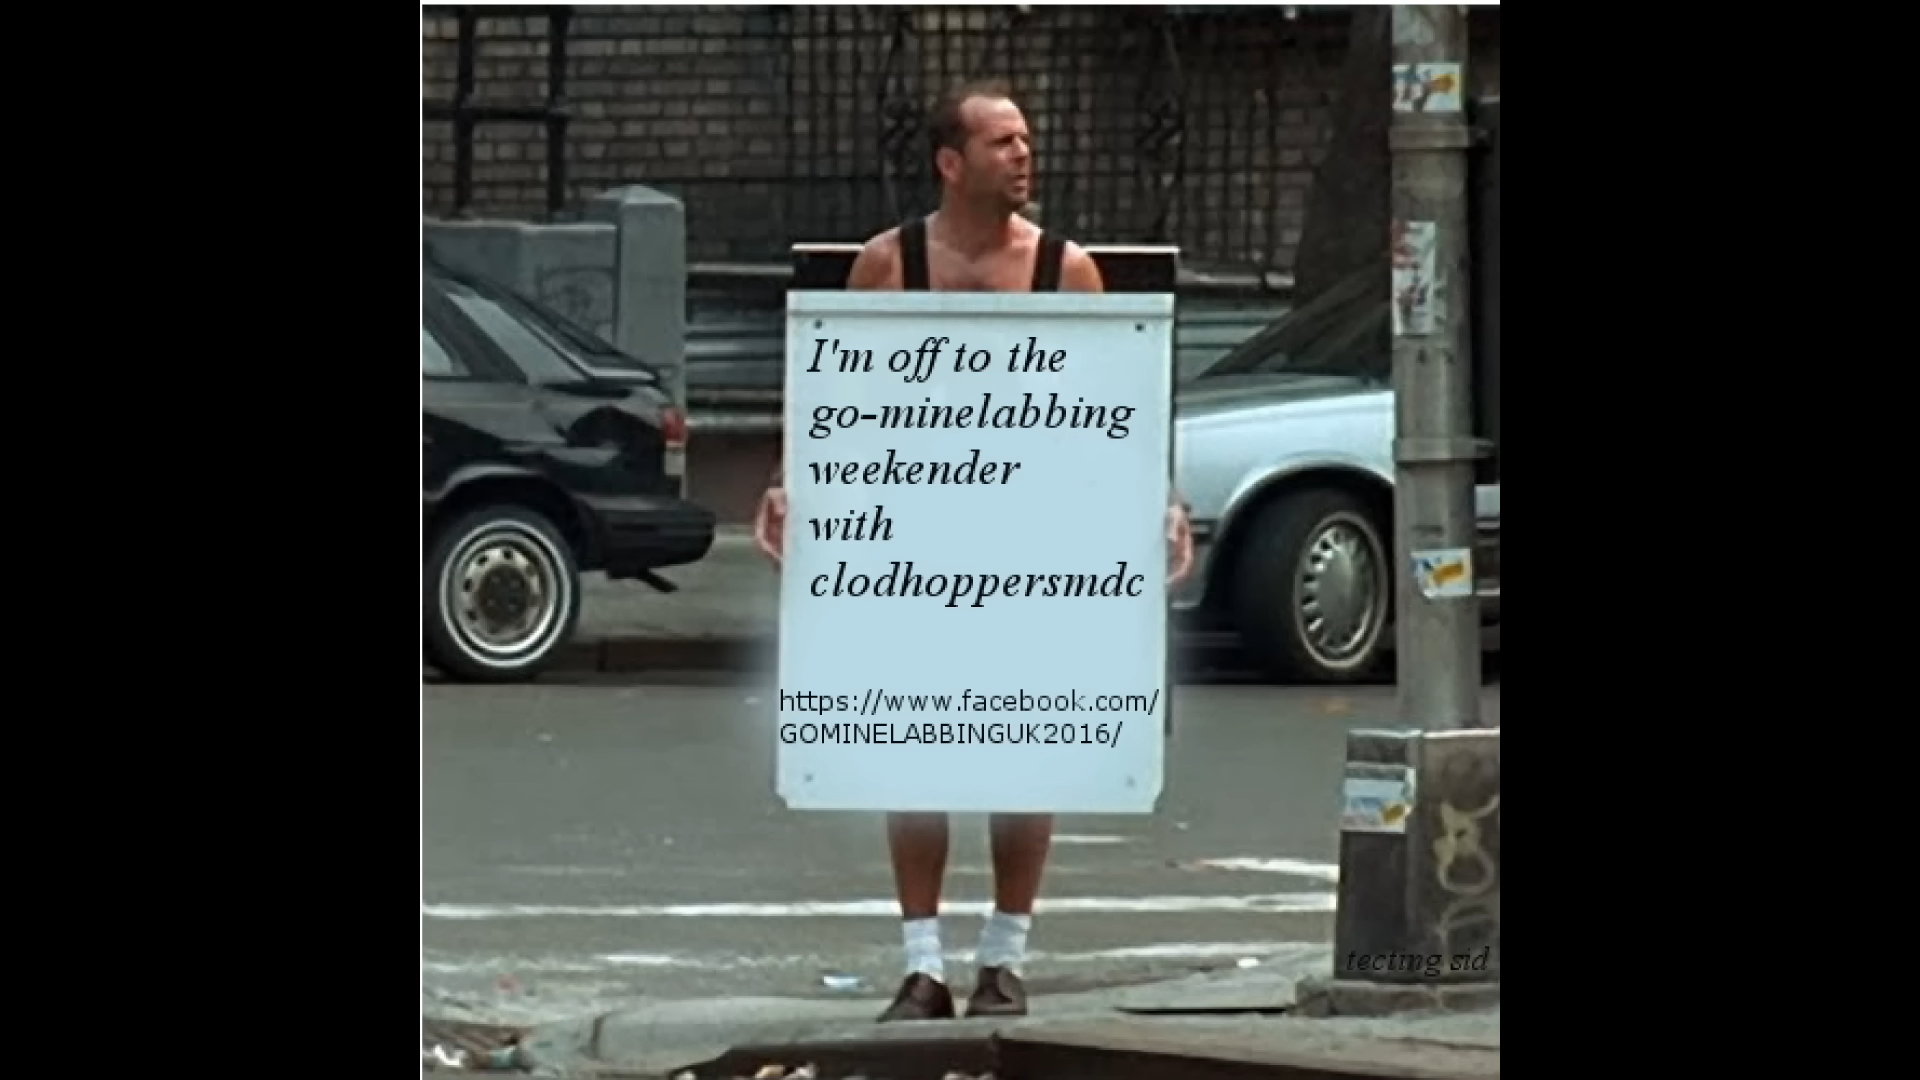 I'm off to the
go-minelabbing
weekender
with
clodhoppersmdc
https://www.facebook.com/
GOMINELABBINGUK2016/
tecting sid